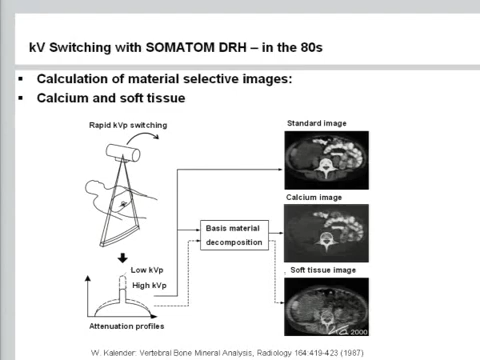 kV Switching with SOMATOM DRH – in the 80s
Calculation of material selective images:
Calcium and soft tissue
Rapid kVp switching
Standard image
Calcium image
Basis material
decomposition
Soft tissue image
Low kVp
High kVp
Attenuation profiles
2000
W. Kalender: Vertebral Bone Mineral Analysis, Radiology 164:419-423 (1987)